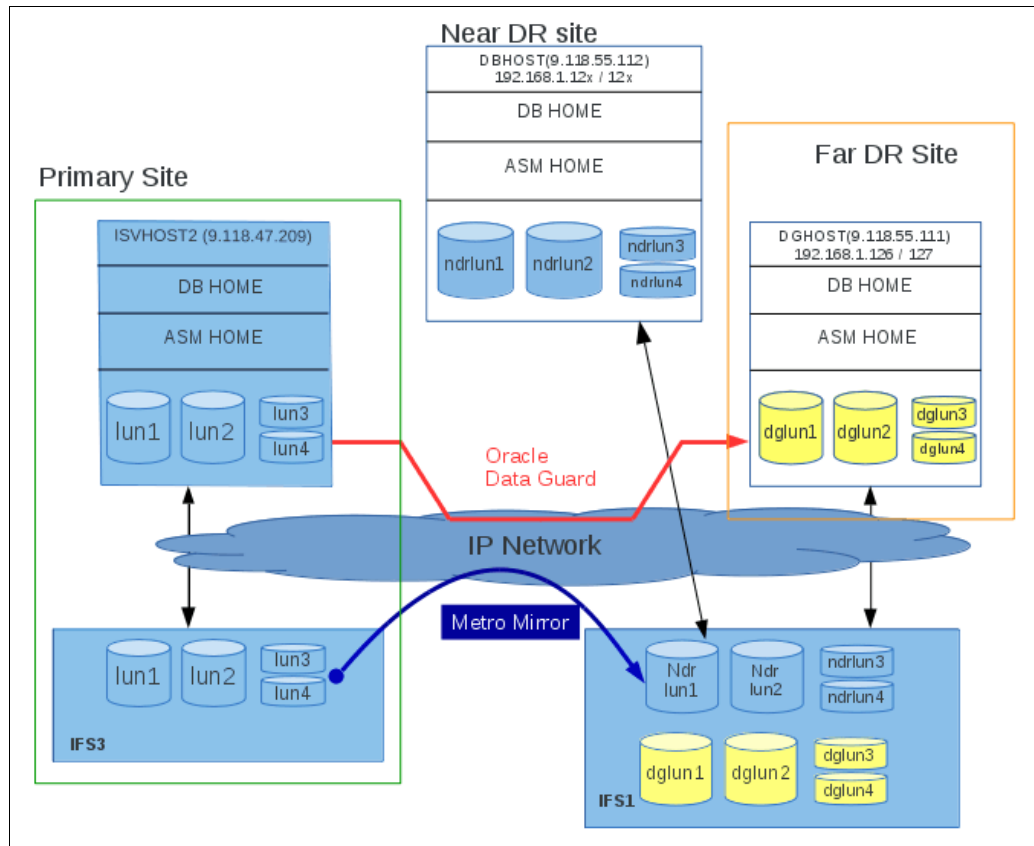 Near DR site
DBHOST(9.118.55.112)
192.168.1.12x / 12x
DB HOME
ASM HOME
ndrlun1
ndrlun2
ndrlun3
ndrlun4
Far DR Site
DGHOST(9.118.55.111)
192.168.1.126 / 127
DB HOME
ASM HOME
dglun1
dglun2
dglun3
dglun4
Primary Site
ISVHOST2 (9.118.47.209)
DB HOME
ASM HOME
lun1
lun2
lun3
lun4
Oracle
Data Guard
IP Network
Metro Mirror
lun1
lun2
lun3
lun4
IFS3
Ndr
lun1
Ndr
lun2
ndrlun3
ndrlun4
dglun1
dglun2
dglun3
dglun4
IFS1